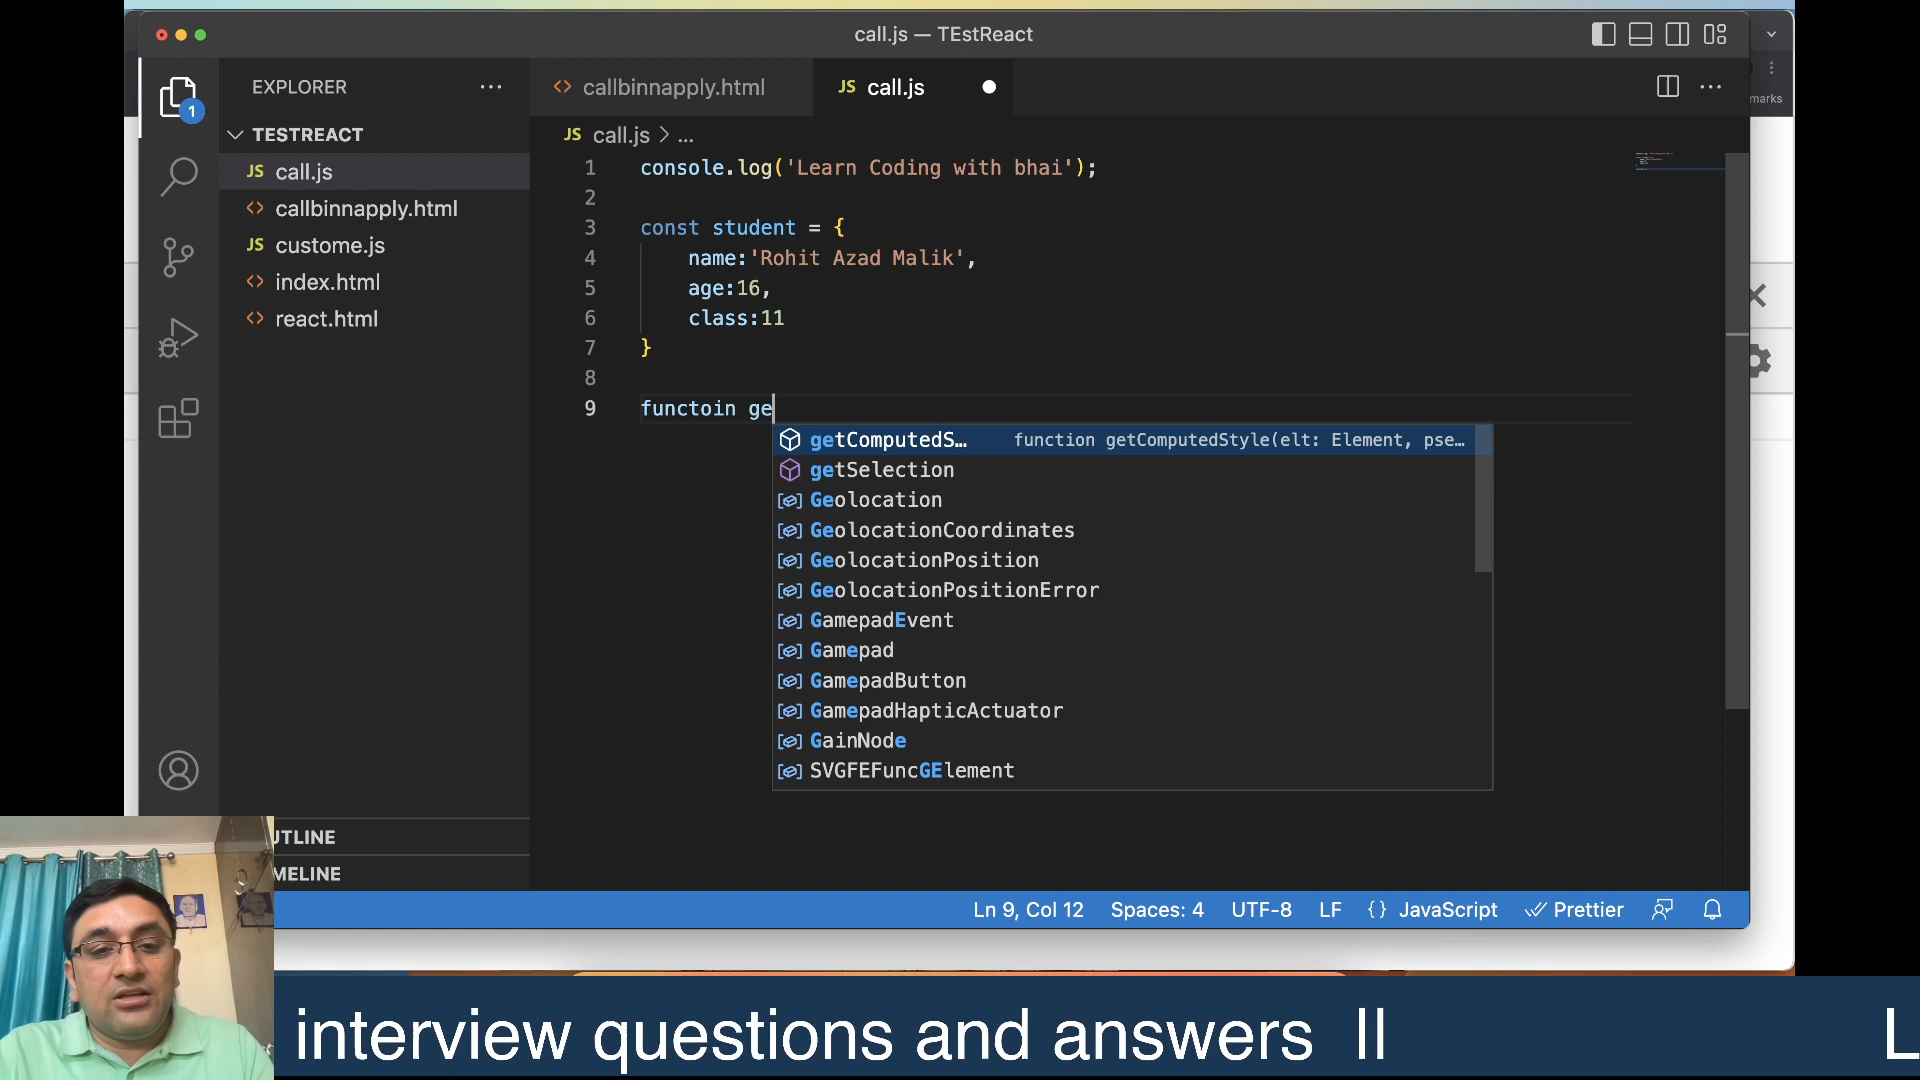 call.js — TEstReact
marks
EXPLORER
callbinnapply.html
JS call.js
1
TESTREACT
JS call.js
callbinnapply.html
JS custome.js
index.html
react.html
JS call.js > ...
1 console.log('Learn Coding with bhai');
2
3 const student = {
4 name:'Rohit Azad Malik',
5 age:16,
6 class:11
7 }
8
9 functoin ge
getComputedS… function getComputedStyle(elt: Element, pse…
getSelection
Geolocation
GeolocationCoordinates
GeolocationPosition
GeolocationPositionError
GamepadEvent
Gamepad
GamepadButton
GamepadHapticActuator
GainNode
SVGFEFuncGElement
UTLINE
MELINE
Ln 9, Col 12 Spaces: 4 UTF-8 LF {} JavaScript Prettier
interview questions and answers II L